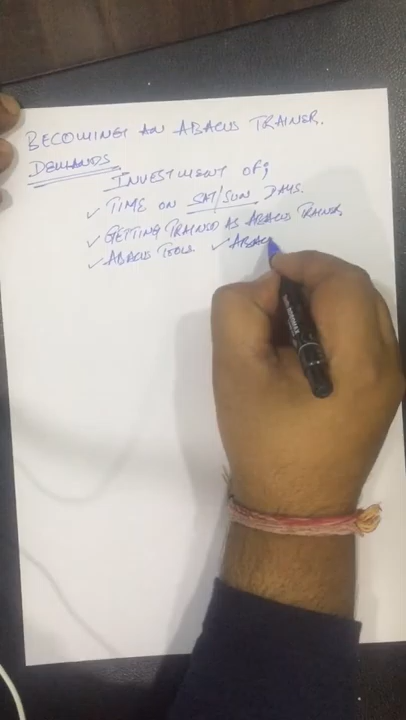 BECOMING AN ABACUS TRAINER.
DEMANDS
INVESTMENT OF;
✓ TIME ON SAT/SUN DAYS.
✓ GETTING TRAINED AS ABACUS TRAINER
✓ ABACUS TOOLS. ✓ ABAC